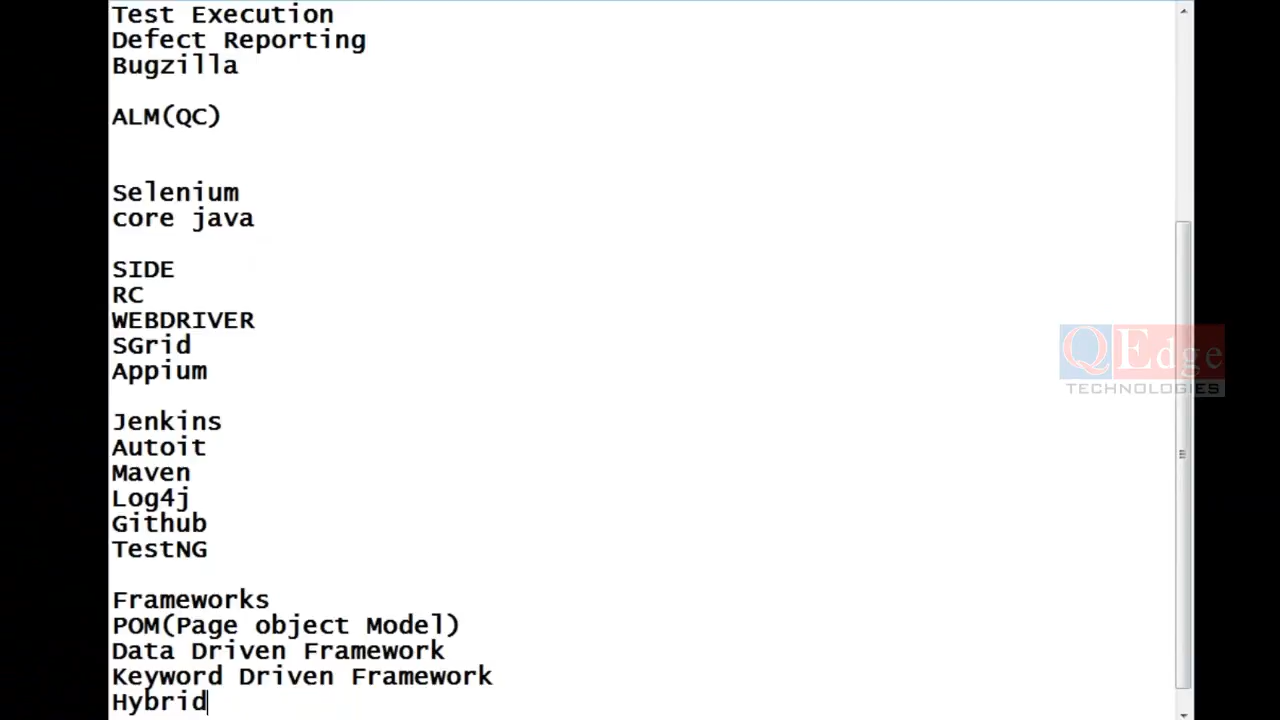 Test Execution
Defect Reporting
Bugzilla
ALM(QC)
Selenium
core java
SIDE
RC
WEBDRIVER
SGrid
Appium
Jenkins
Autoit
Maven
Log4j
Github
TestNG
Frameworks
POM(Page object Model)
Data Driven Framework
Keyword Driven Framework
Hybrid
QEdge
TECHNOLOGIES